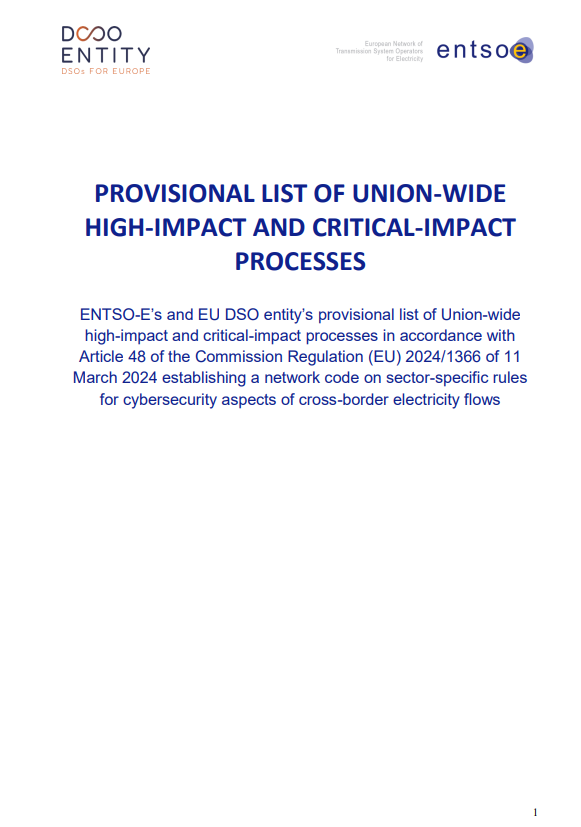 DSO
ENTITY
DSOs FOR EUROPE
European Network of
Transmission System Operators
for Electricity
entsoe
PROVISIONAL LIST OF UNION-WIDE
HIGH-IMPACT AND CRITICAL-IMPACT
PROCESSES
ENTSO-E’s and EU DSO entity’s provisional list of Union-wide
high-impact and critical-impact processes in accordance with
Article 48 of the Commission Regulation (EU) 2024/1366 of 11
March 2024 establishing a network code on sector-specific rules
for cybersecurity aspects of cross-border electricity flows
1